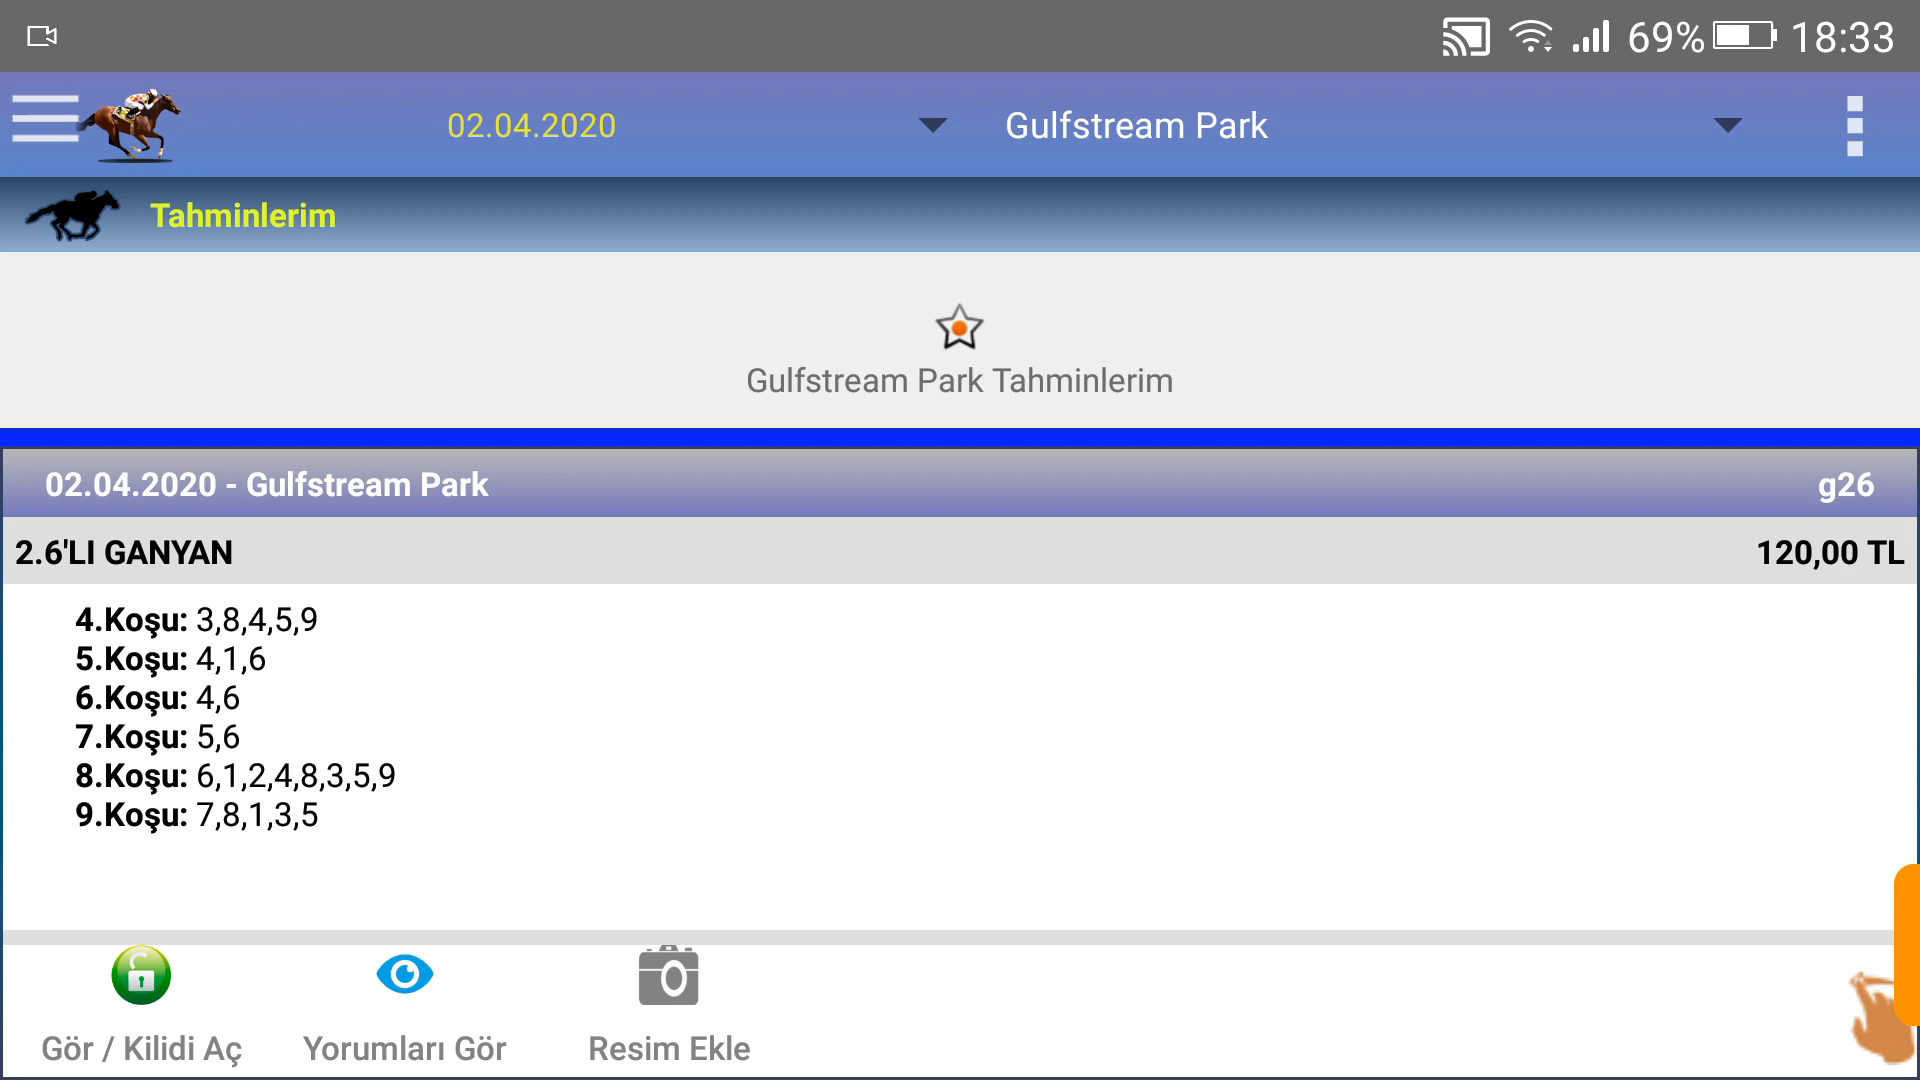 69% 18:33
02.04.2020 Gulfstream Park
Tahminlerim
Gulfstream Park Tahminlerim
02.04.2020 - Gulfstream Park g26
2.6'LI GANYAN 120,00 TL
4.Koşu: 3,8,4,5,9
5.Koşu: 4,1,6
6.Koşu: 4,6
7.Koşu: 5,6
8.Koşu: 6,1,2,4,8,3,5,9
9.Koşu: 7,8,1,3,5
Gör / Kilidi Aç Yorumları Gör Resim Ekle